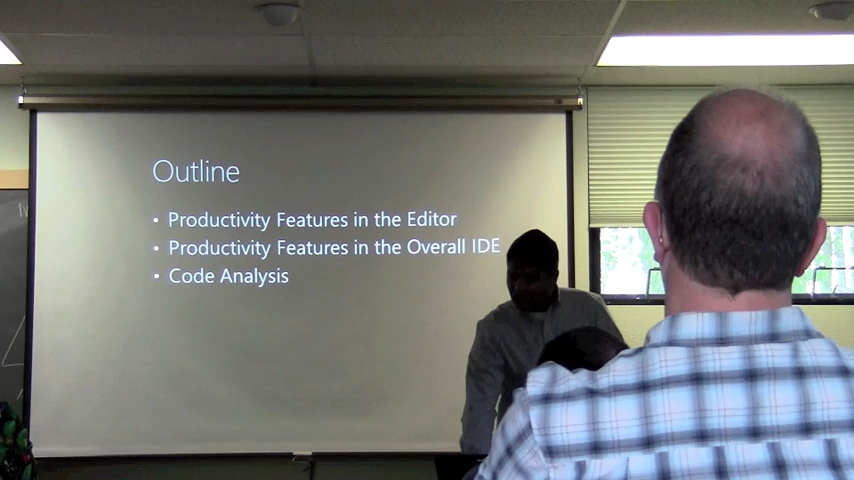 Outline
• Productivity Features in the Editor
• Productivity Features in the Overall IDE
• Code Analysis